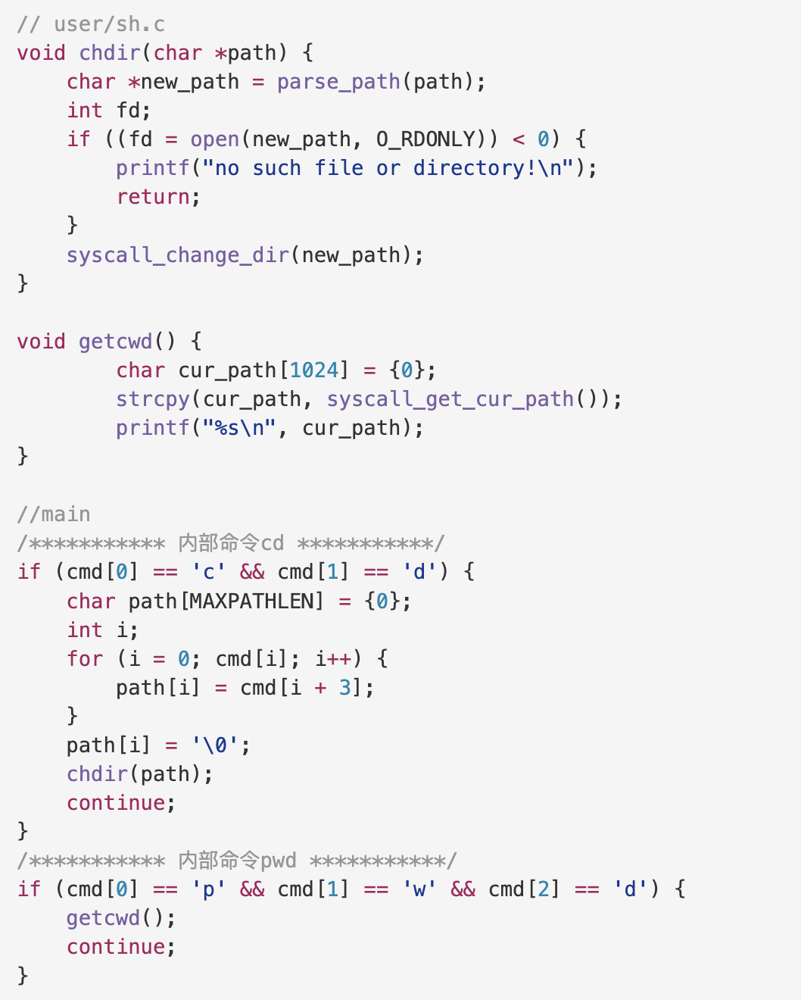 // user/sh.c
void chdir(char *path) {
    char *new_path = parse_path(path);
    int fd;
    if ((fd = open(new_path, O_RDONLY)) < 0) {
        printf("no such file or directory!\n");
        return;
    }
    syscall_change_dir(new_path);
}

void getcwd() {
        char cur_path[1024] = {0};
        strcpy(cur_path, syscall_get_cur_path());
        printf("%s\n", cur_path);
}

//main
/*********** 内部命令cd ***********/
if (cmd[0] == 'c' && cmd[1] == 'd') {
    char path[MAXPATHLEN] = {0};
    int i;
    for (i = 0; cmd[i]; i++) {
        path[i] = cmd[i + 3];
    }
    path[i] = '\0';
    chdir(path);
    continue;
}
/*********** 内部命令pwd ***********/
if (cmd[0] == 'p' && cmd[1] == 'w' && cmd[2] == 'd') {
    getcwd();
    continue;
}